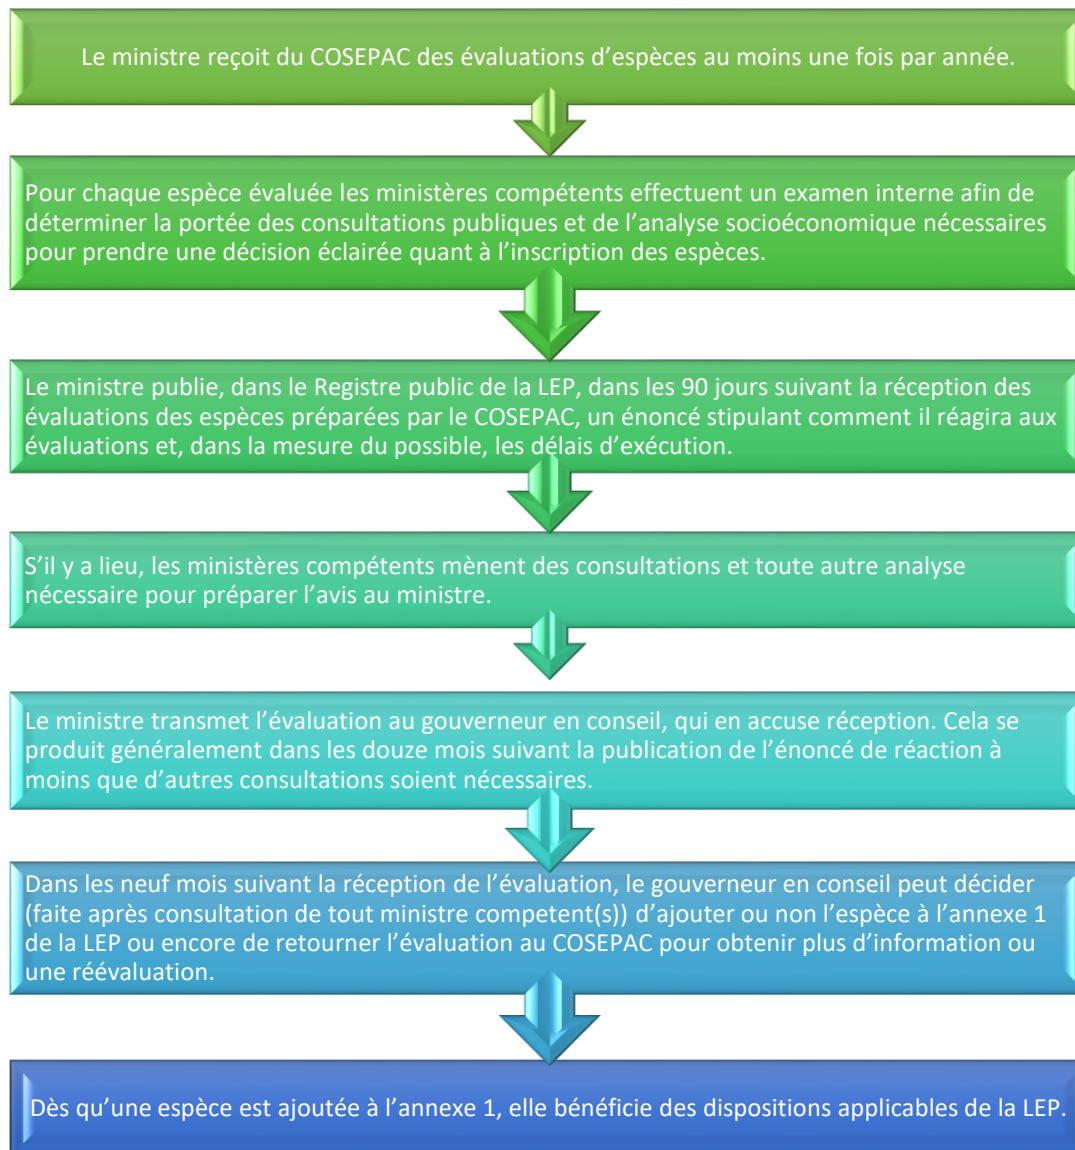 Le ministre reçoit du COSEPAC des évaluations d’espèces au moins une fois par année.
Pour chaque espèce évaluée les ministères compétents effectuent un examen interne afin de
déterminer la portée des consultations publiques et de l’analyse socioéconomique nécessaires
pour prendre une décision éclairée quant à l’inscription des espèces.
Le ministre publie, dans le Registre public de la LEP, dans les 90 jours suivant la réception des
évaluations des espèces préparées par le COSEPAC, un énoncé stipulant comment il réagira aux
évaluations et, dans la mesure du possible, les délais d’exécution.
S’il y a lieu, les ministères compétents mènent des consultations et toute autre analyse
nécessaire pour préparer l’avis au ministre.
Le ministre transmet l’évaluation au gouverneur en conseil, qui en accuse réception. Cela se
produit généralement dans les douze mois suivant la publication de l’énoncé de réaction à
moins que d’autres consultations soient nécessaires.
Dans les neuf mois suivant la réception de l’évaluation, le gouverneur en conseil peut décider
(faite après consultation de tout ministre competent(s)) d’ajouter ou non l’espèce à l’annexe 1
de la LEP ou encore de retourner l’évaluation au COSEPAC pour obtenir plus d’information ou
une réévaluation.
Dès qu’une espèce est ajoutée à l’annexe 1, elle bénéficie des dispositions applicables de la LEP.